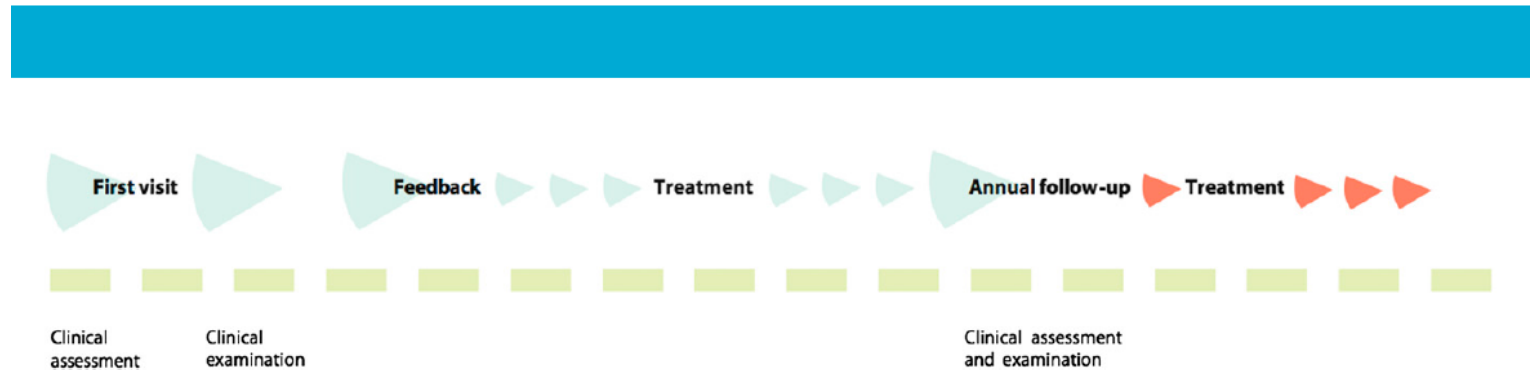 First visit Feedback Treatment Annual follow-up Treatment
Clinical assessment
Clinical examination
Clinical assessment and examination